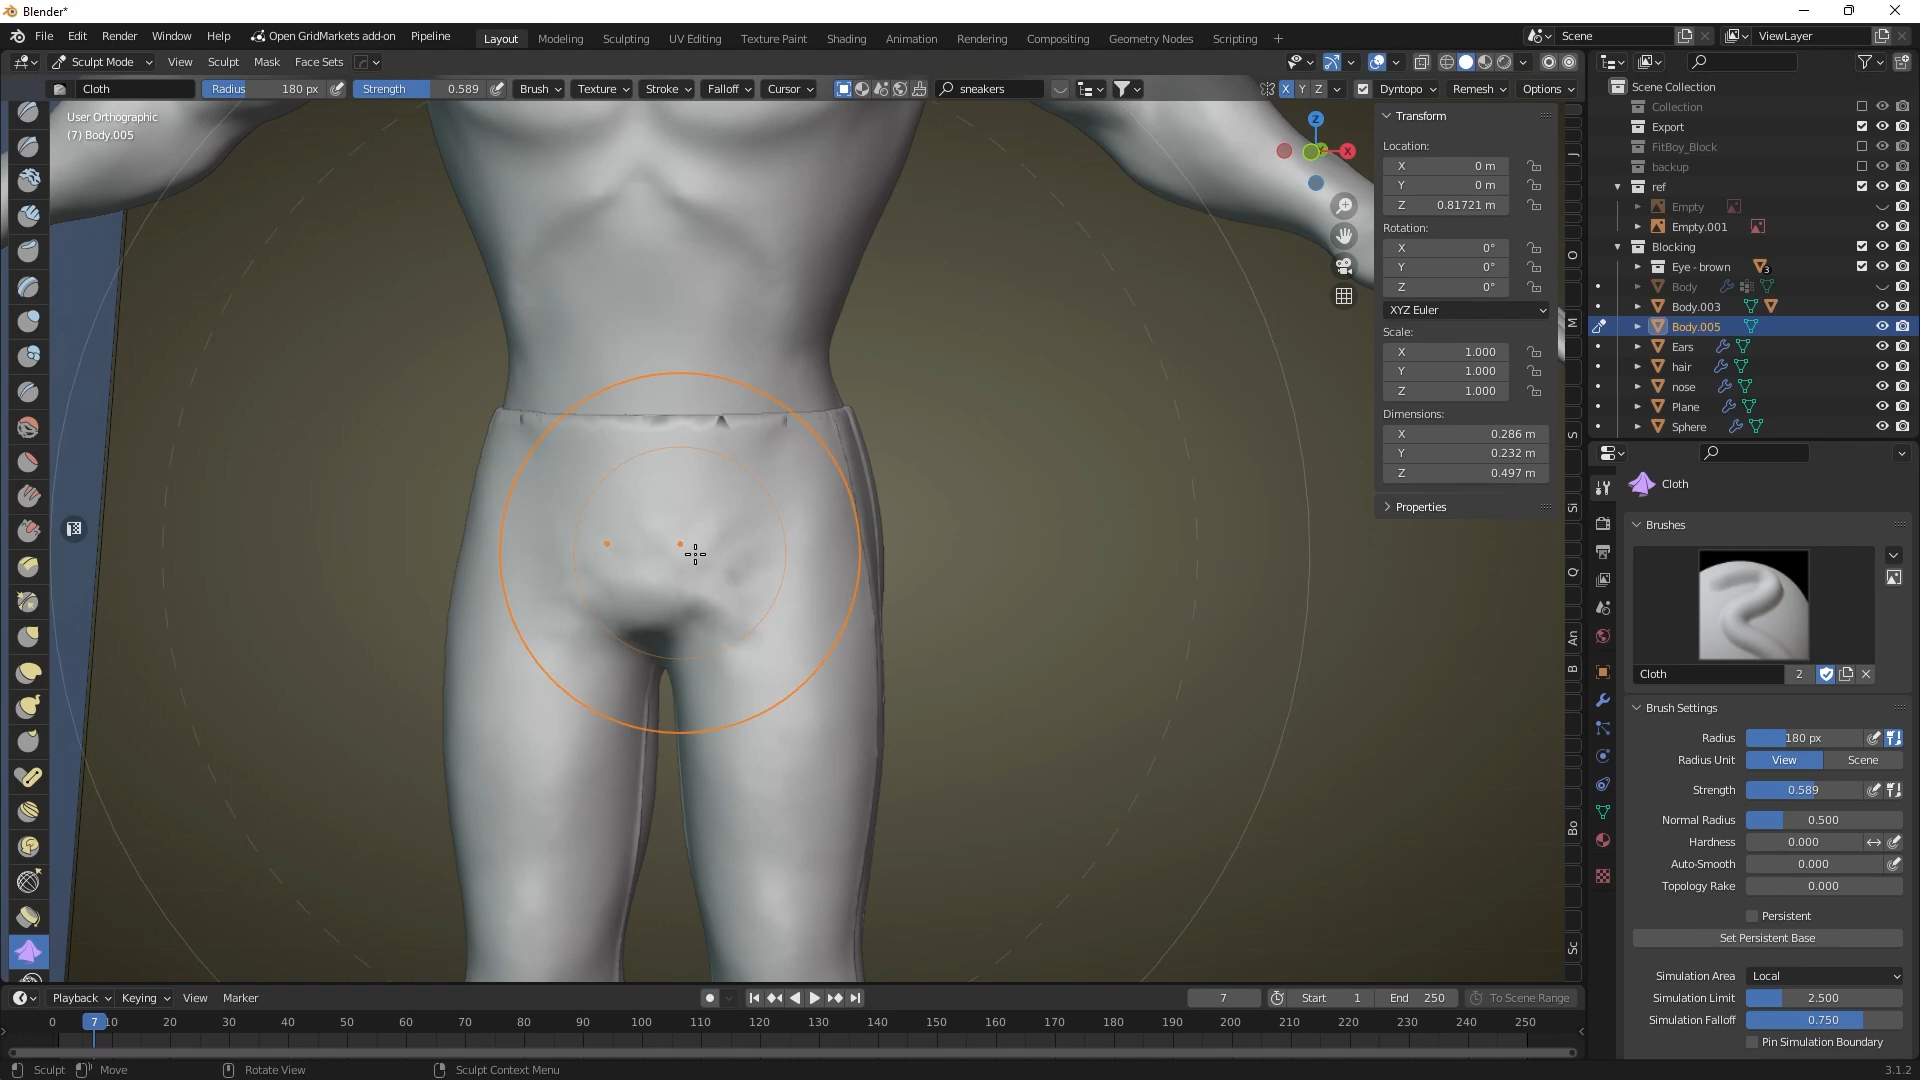 Blender*
File Edit Render Window Help Open GridMarkets add-on Pipeline
Layout Modeling Sculpting UV Editing Texture Paint Shading Animation Rendering Compositing Geometry Nodes Scripting +
Scene ViewLayer
Sculpt Mode View Sculpt Mask Face Sets
Cloth Radius 180 px Strength 0.589 Brush Texture Stroke Falloff Cursor sneakers X Y Z Dyntopo Remesh Options
User Orthographic
(7) Body.005
Z
X
Transform
Location:
X 0 m
Y 0 m
Z 0.81721 m
Rotation:
X 0°
Y 0°
Z 0°
XYZ Euler
Scale:
X 1.000
Y 1.000
Z 1.000
Dimensions:
X 0.286 m
Y 0.232 m
Z 0.497 m
Properties
J
O
M
S
Si
Q
An
B
Bo
Sc
Scene Collection
Collection
Export
FitBoy_Block
backup
ref
Empty
Empty.001
Blocking
Eye - brown 3
Body
Body.003
Body.005
Ears
hair
nose
Plane
Sphere
Cloth
Brushes
Cloth 2
Brush Settings
Radius 180 px
Radius Unit View Scene
Strength 0.589
Normal Radius 0.500
Hardness 0.000
Auto-Smooth 0.000
Topology Rake 0.000
Persistent
Set Persistent Base
Simulation Area Local
Simulation Limit 2.500
Simulation Falloff 0.750
Pin Simulation Boundary
Playback Keying View Marker 7 Start 1 End 250 To Scene Range
0 7 10 20 30 40 50 60 70 80 90 100 110 120 130 140 150 160 170 180 190 200 210 220 230 240 250
Sculpt Move Rotate View Sculpt Context Menu 3.1.2